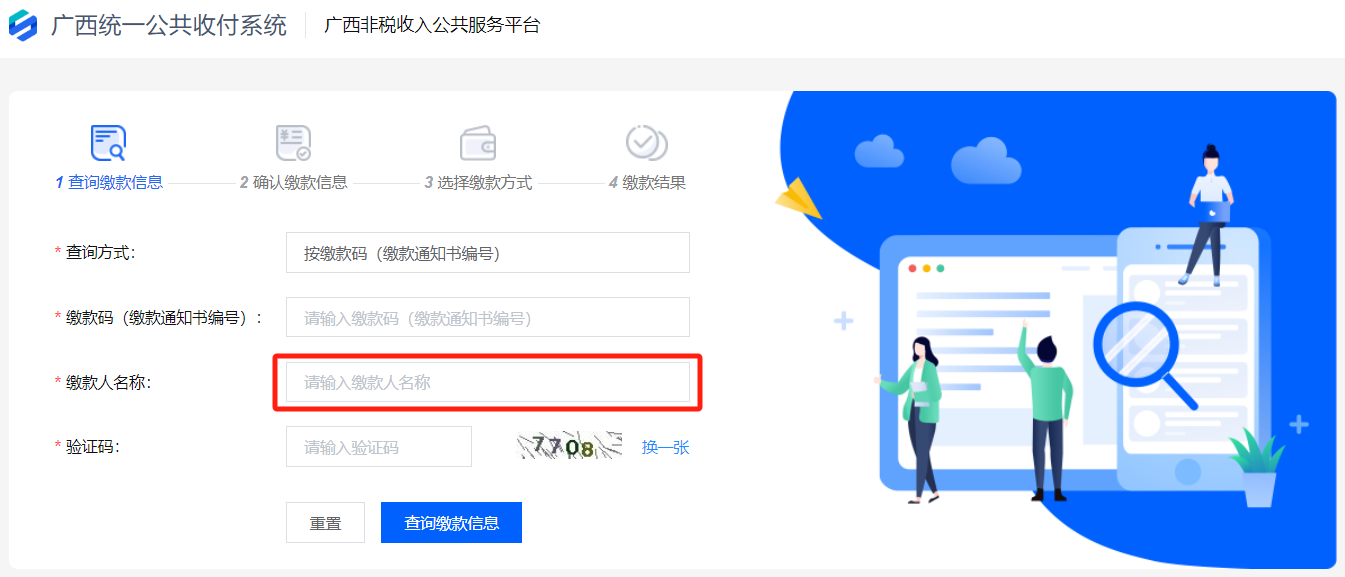 广西统一公共收付系统 广西非税收入公共服务平台
1 查询缴款信息 2 确认缴款信息 3 选择缴款方式 4 缴款结果
* 查询方式： 按缴款码（缴款通知书编号）
* 缴款码（缴款通知书编号）： 请输入缴款码（缴款通知书编号）
* 缴款人名称： 请输入缴款人名称
* 验证码： 请输入验证码 7708 换一张
重置 查询缴款信息